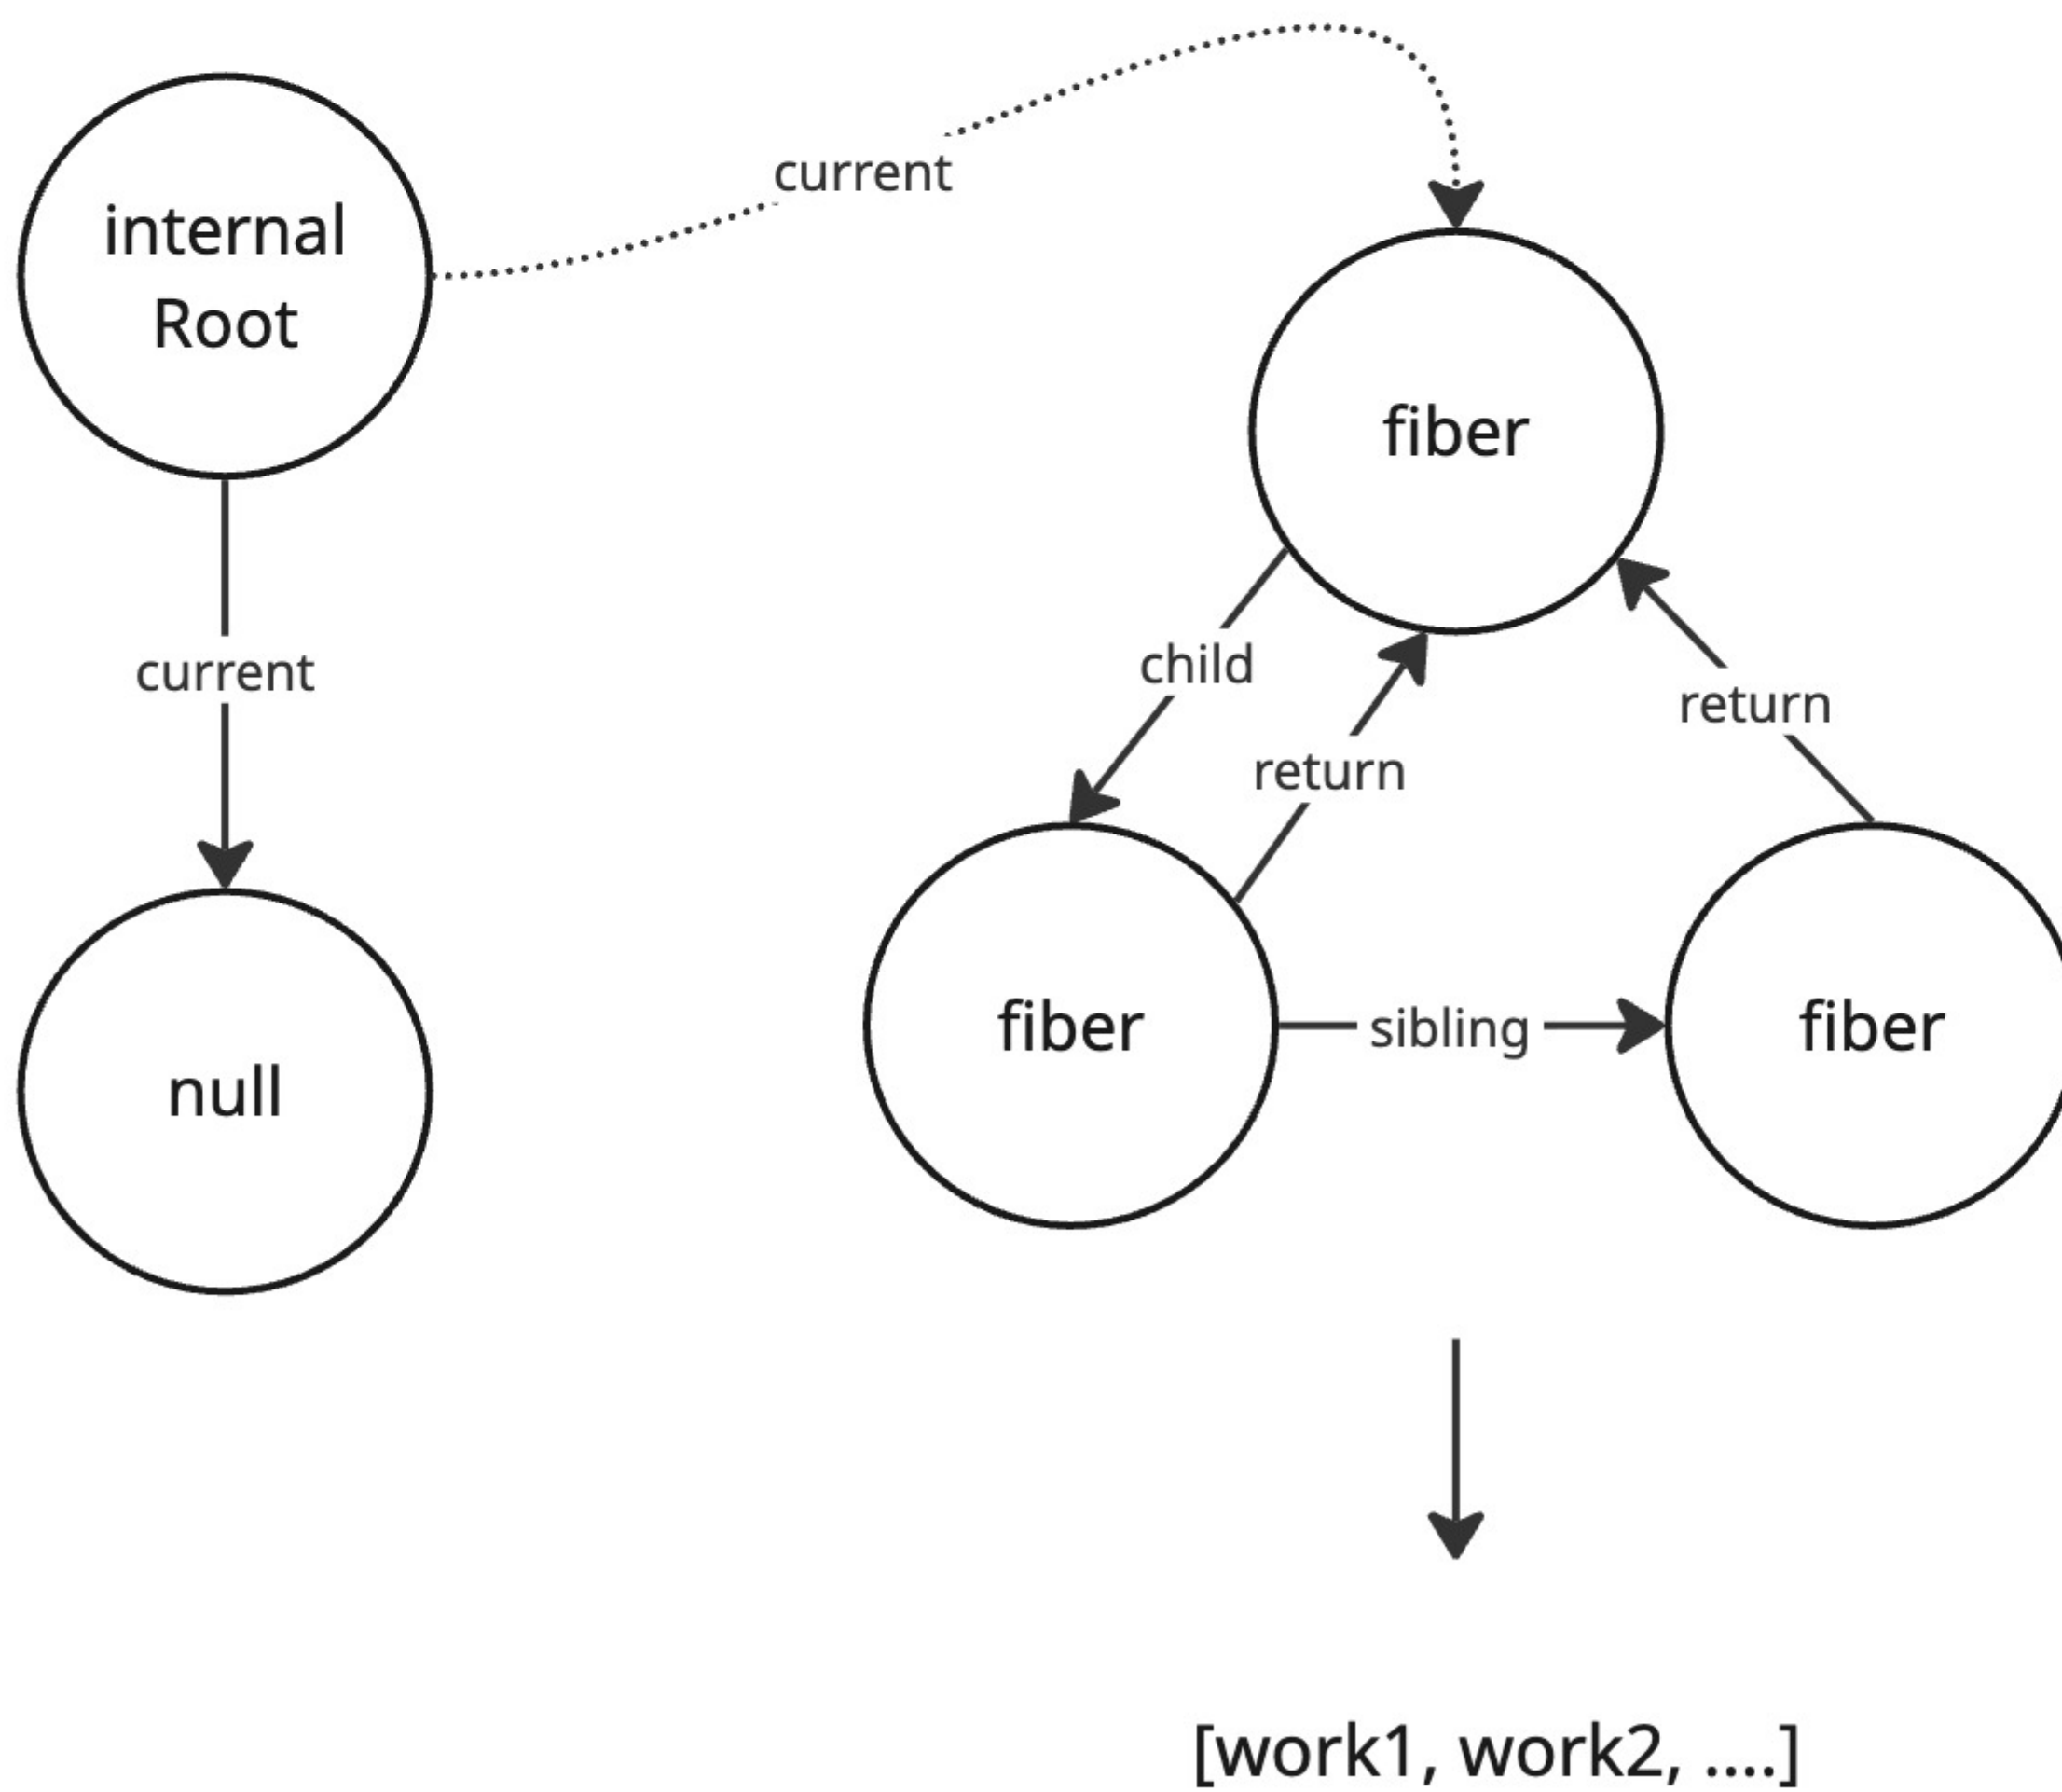 current
internal
Root
fiber
child
return
return
current
fiber
sibling
fiber
null
[work1, work2, ....]